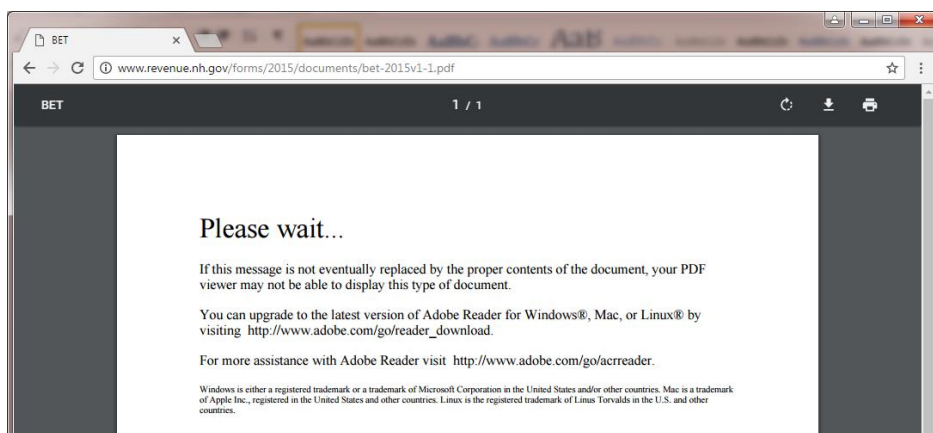 BET
www.revenue.nh.gov/forms/2015/documents/bet-2015v1-1.pdf
BET 1 / 1
Please wait...
If this message is not eventually replaced by the proper contents of the document, your PDF
viewer may not be able to display this type of document.
You can upgrade to the latest version of Adobe Reader for Windows®, Mac, or Linux® by
visiting http://www.adobe.com/go/reader_download.
For more assistance with Adobe Reader visit http://www.adobe.com/go/acrreader.
Windows is either a registered trademark or a trademark of Microsoft Corporation in the United States and/or other countries. Mac is a trademark
of Apple Inc., registered in the United States and other countries. Linux is the registered trademark of Linus Torvalds in the U.S. and other
countries.